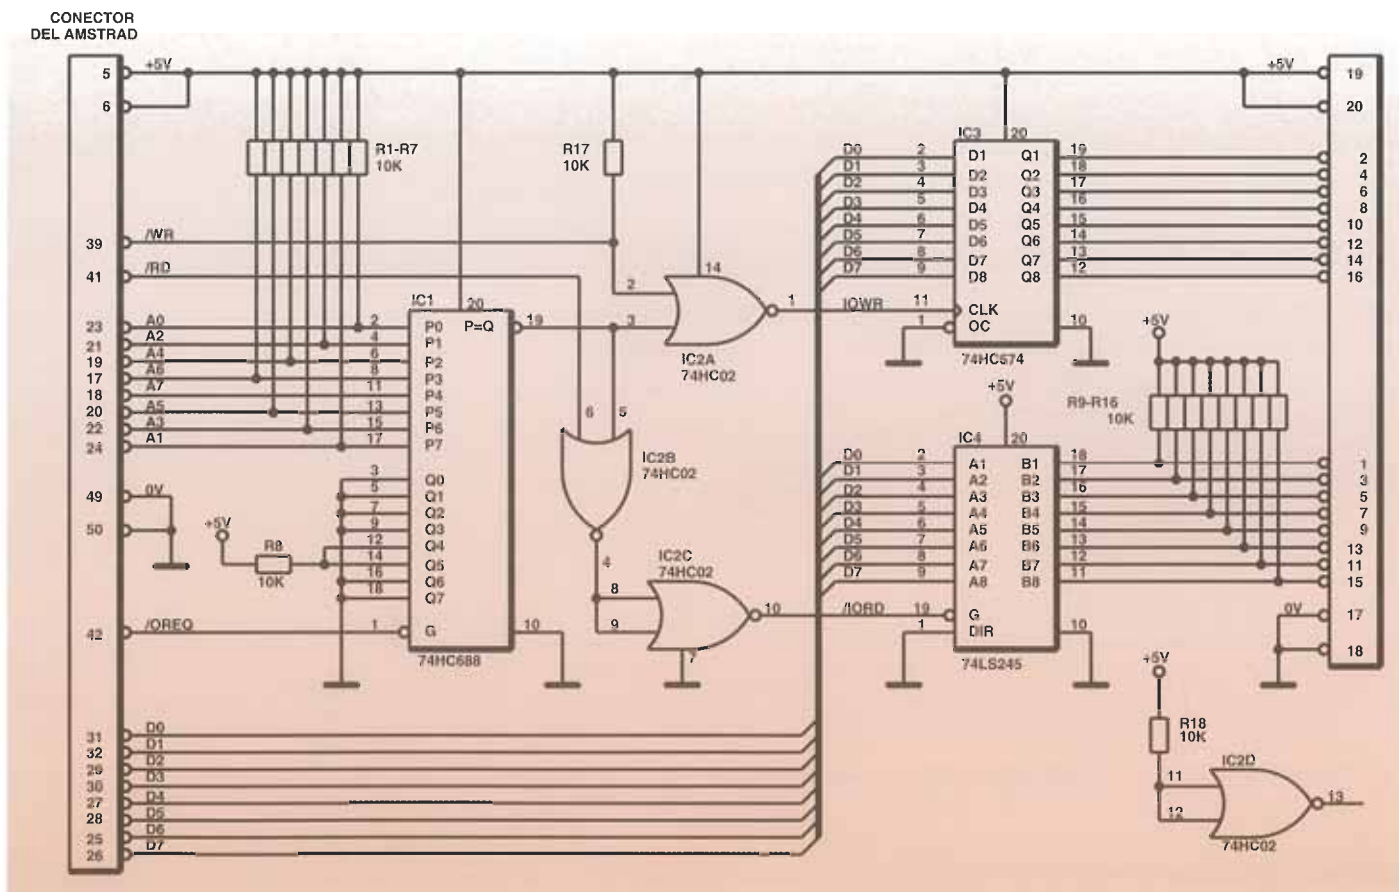 CONECTOR
DEL AMSTRAD
5 +5V
6
39 /WR
41 /RD
23 A0
21 A2
19 A4
17 A6
18 A7
20 A5
22 A3
24 A1
49 0V
50
42 /OREQ
31 D0
32 D1
29 D2
30 D3
27 D4
28 D5
25 D6
26 D7
R1-R7
10K
+5V
R8
10K
IC1
20
2 P0 P=Q 19
4 P1
6 P2
8 P3
11 P4
13 P5
15 P6
17 P7
3 Q0
5 Q1
7 Q2
9 Q3
12 Q4
14 Q5
16 Q6
18 Q7
1 G 10
74HC688
R17
10K
14
2
3
1
IC2A
74HC02
6 5
IC2B
74HC02
4
IC2C
74HC02
8
9
10
7
IOWR
/IORD
IC3 20
D0 2 D1 Q1 19
D1 3 D2 Q2 18
D2 4 D3 Q3 17
D3 5 D4 Q4 16
D4 6 D5 Q5 15
D5 7 D6 Q6 14
D6 8 D7 Q7 13
D7 9 D8 Q8 12
11 CLK
1 OC 10
74HC574
+5V
IC4 20
D0 2 A1 B1 18
D1 3 A2 B2 17
D2 4 A3 B3 16
D3 5 A4 B4 15
D4 6 A5 B5 14
D5 7 A6 B6 13
D6 8 A7 B7 12
D7 9 A8 B8 11
19 G
1 DIR 10
74LS245
+5V
R9-R16
10K
+5V 19
20
2
4
6
8
10
12
14
16
1
3
5
7
9
13
11
15
0V 17
18
+5V
R18
10K
IC2D
11
12
13
74HC02